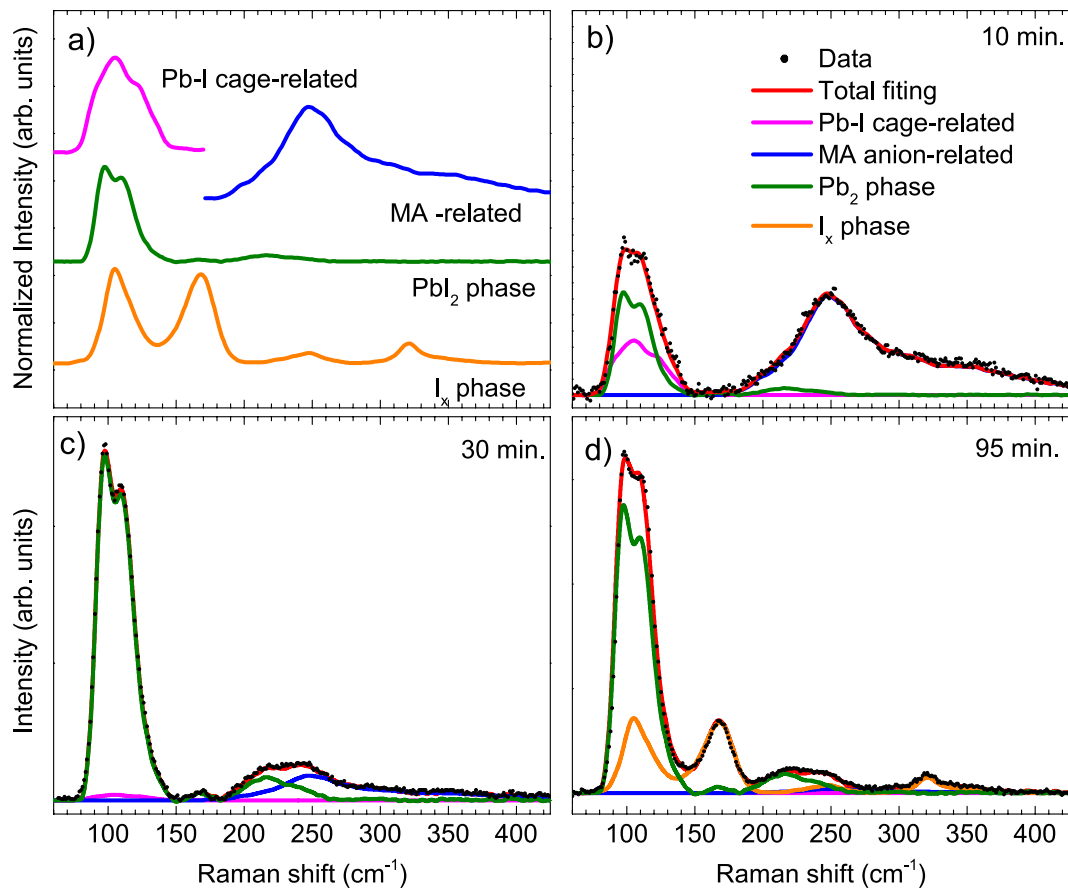 a)
Pb-I cage-related
MA -related
PbI2 phase
Ix phase
Normalized Intensity (arb. units)
b)
10 min.
Data
Total fiting
Pb-I cage-related
MA anion-related
Pb2 phase
Ix phase
c)
30 min.
Intensity (arb. units)
100 150 200 250 300 350 400
Raman shift (cm-1)
d)
95 min.
100 150 200 250 300 350 400
Raman shift (cm-1)